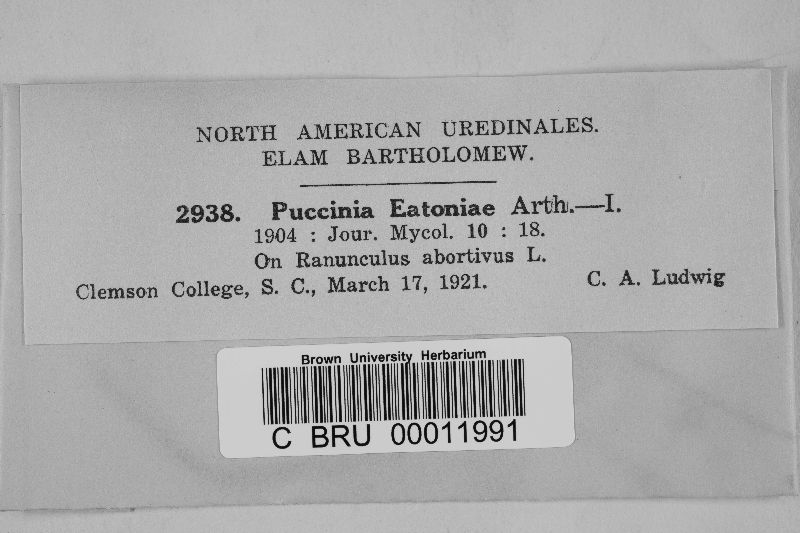 NORTH AMERICAN UREDINALES.
ELAM BARTHOLOMEW.
2938. Puccinia Eatoniae Arth.—I.
1904 : Jour. Mycol. 10 : 18.
On Ranunculus abortivus L.
Clemson College, S. C., March 17, 1921. C. A. Ludwig
Brown University Herbarium
C BRU 00011991